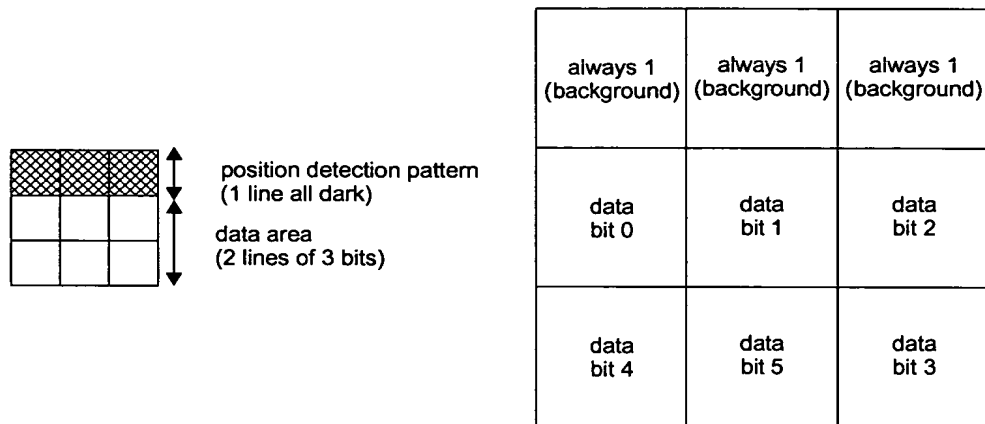 position detection pattern
(1 line all dark)
data area
(2 lines of 3 bits)
always 1
(background)
always 1
(background)
always 1
(background)
data
bit 0
data
bit 1
data
bit 2
data
bit 4
data
bit 5
data
bit 3